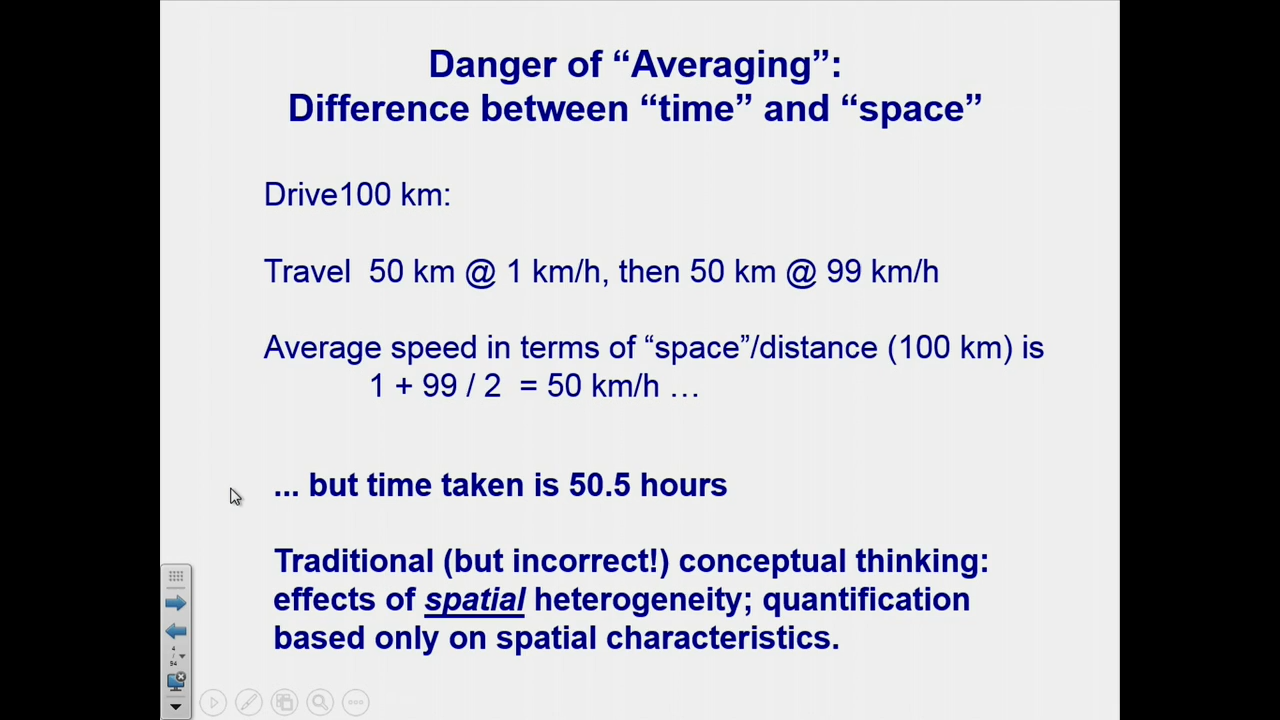 Danger of “Averaging”:
Difference between “time” and “space”
Drive100 km:
Travel  50 km @ 1 km/h, then 50 km @ 99 km/h
Average speed in terms of “space”/distance (100 km) is
1 + 99 / 2  = 50 km/h …
... but time taken is 50.5 hours
Traditional (but incorrect!) conceptual thinking:
effects of spatial heterogeneity; quantification
based only on spatial characteristics.
4
/
94